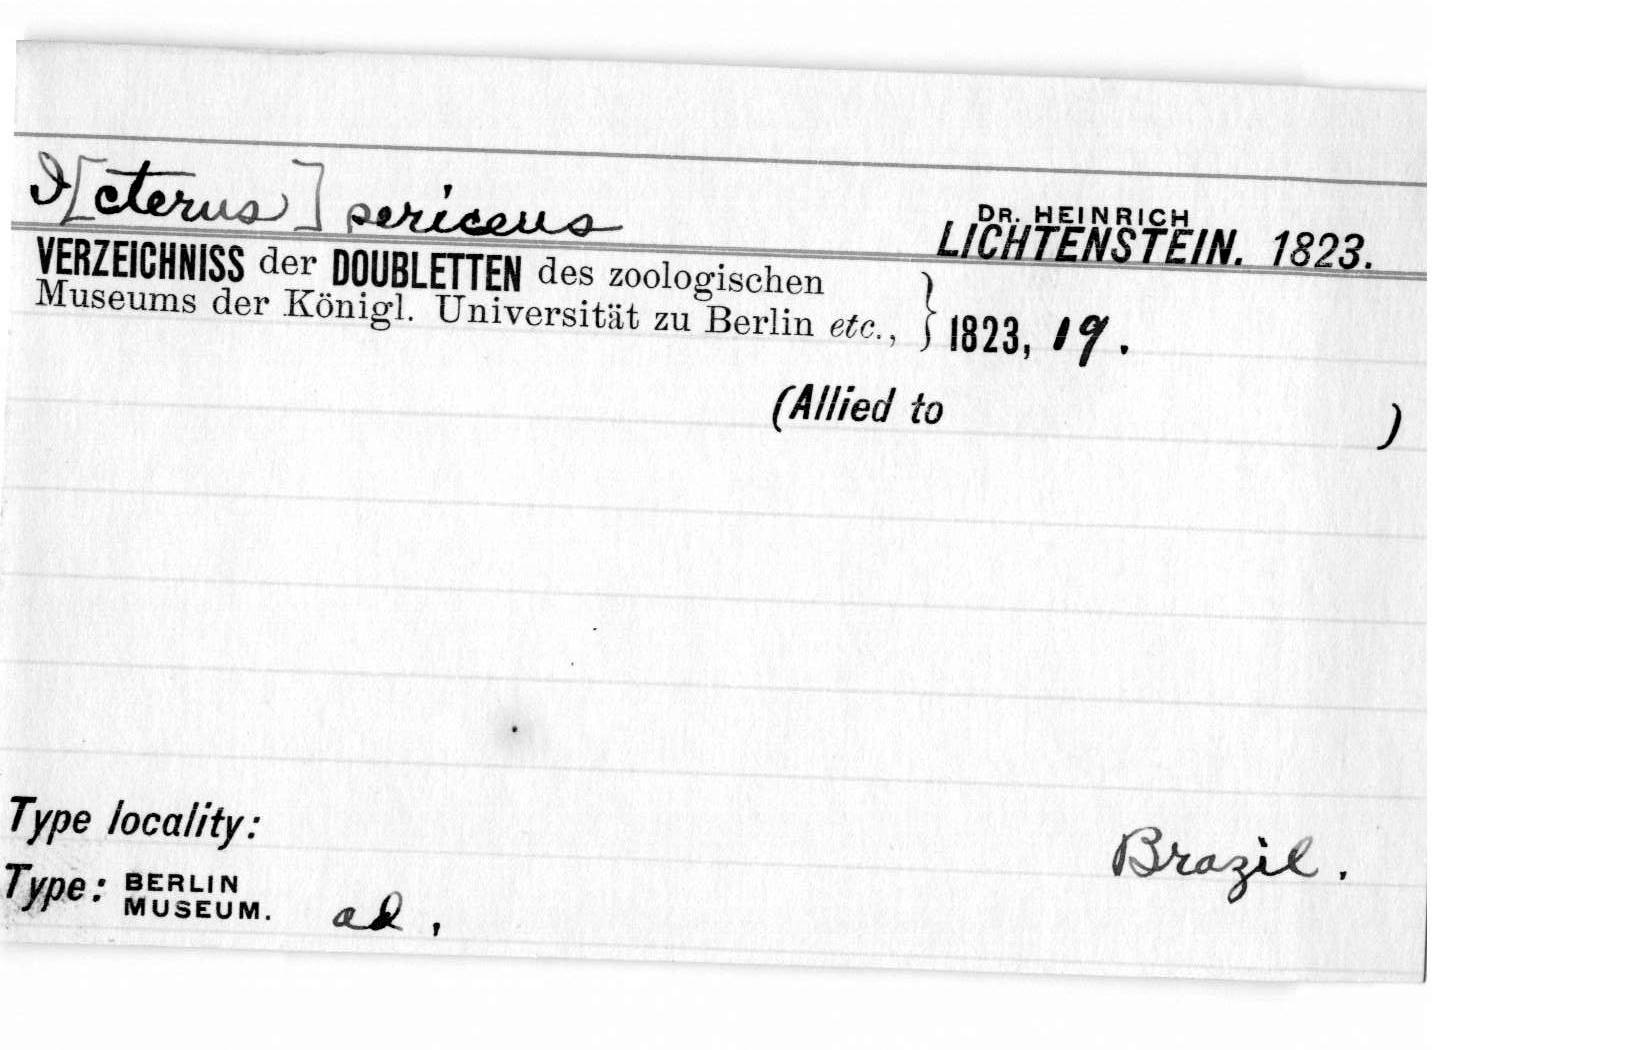 I[cterus] sericeus
DR. HEINRICH
LICHTENSTEIN. 1823.
VERZEICHNISS der DOUBLETTEN des zoologischen
Museums der Königl. Universität zu Berlin etc., } 1823, 19.
(Allied to )
Type locality: Brazil.
Type: BERLIN MUSEUM. ad.